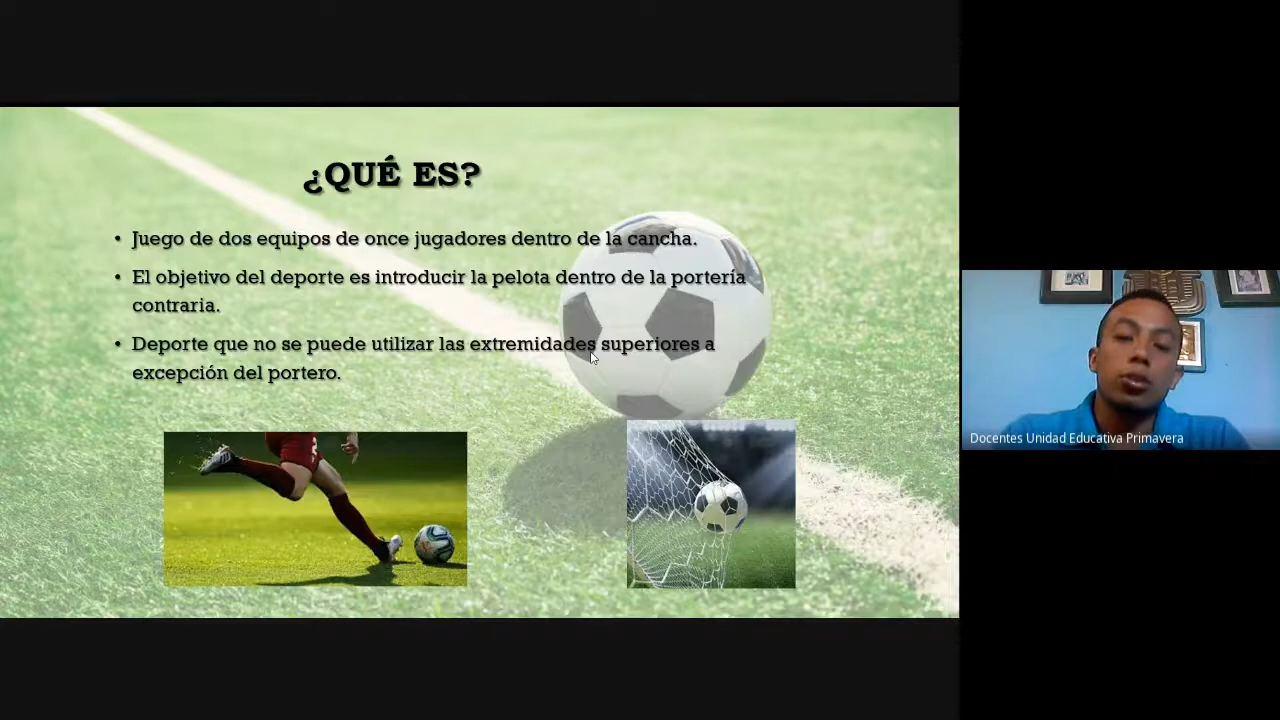 ¿QUÉ ES?
• Juego de dos equipos de once jugadores dentro de la cancha.
• El objetivo del deporte es introducir la pelota dentro de la portería
contraria.
• Deporte que no se puede utilizar las extremidades superiores a
excepción del portero.
Docentes Unidad Educativa Primavera